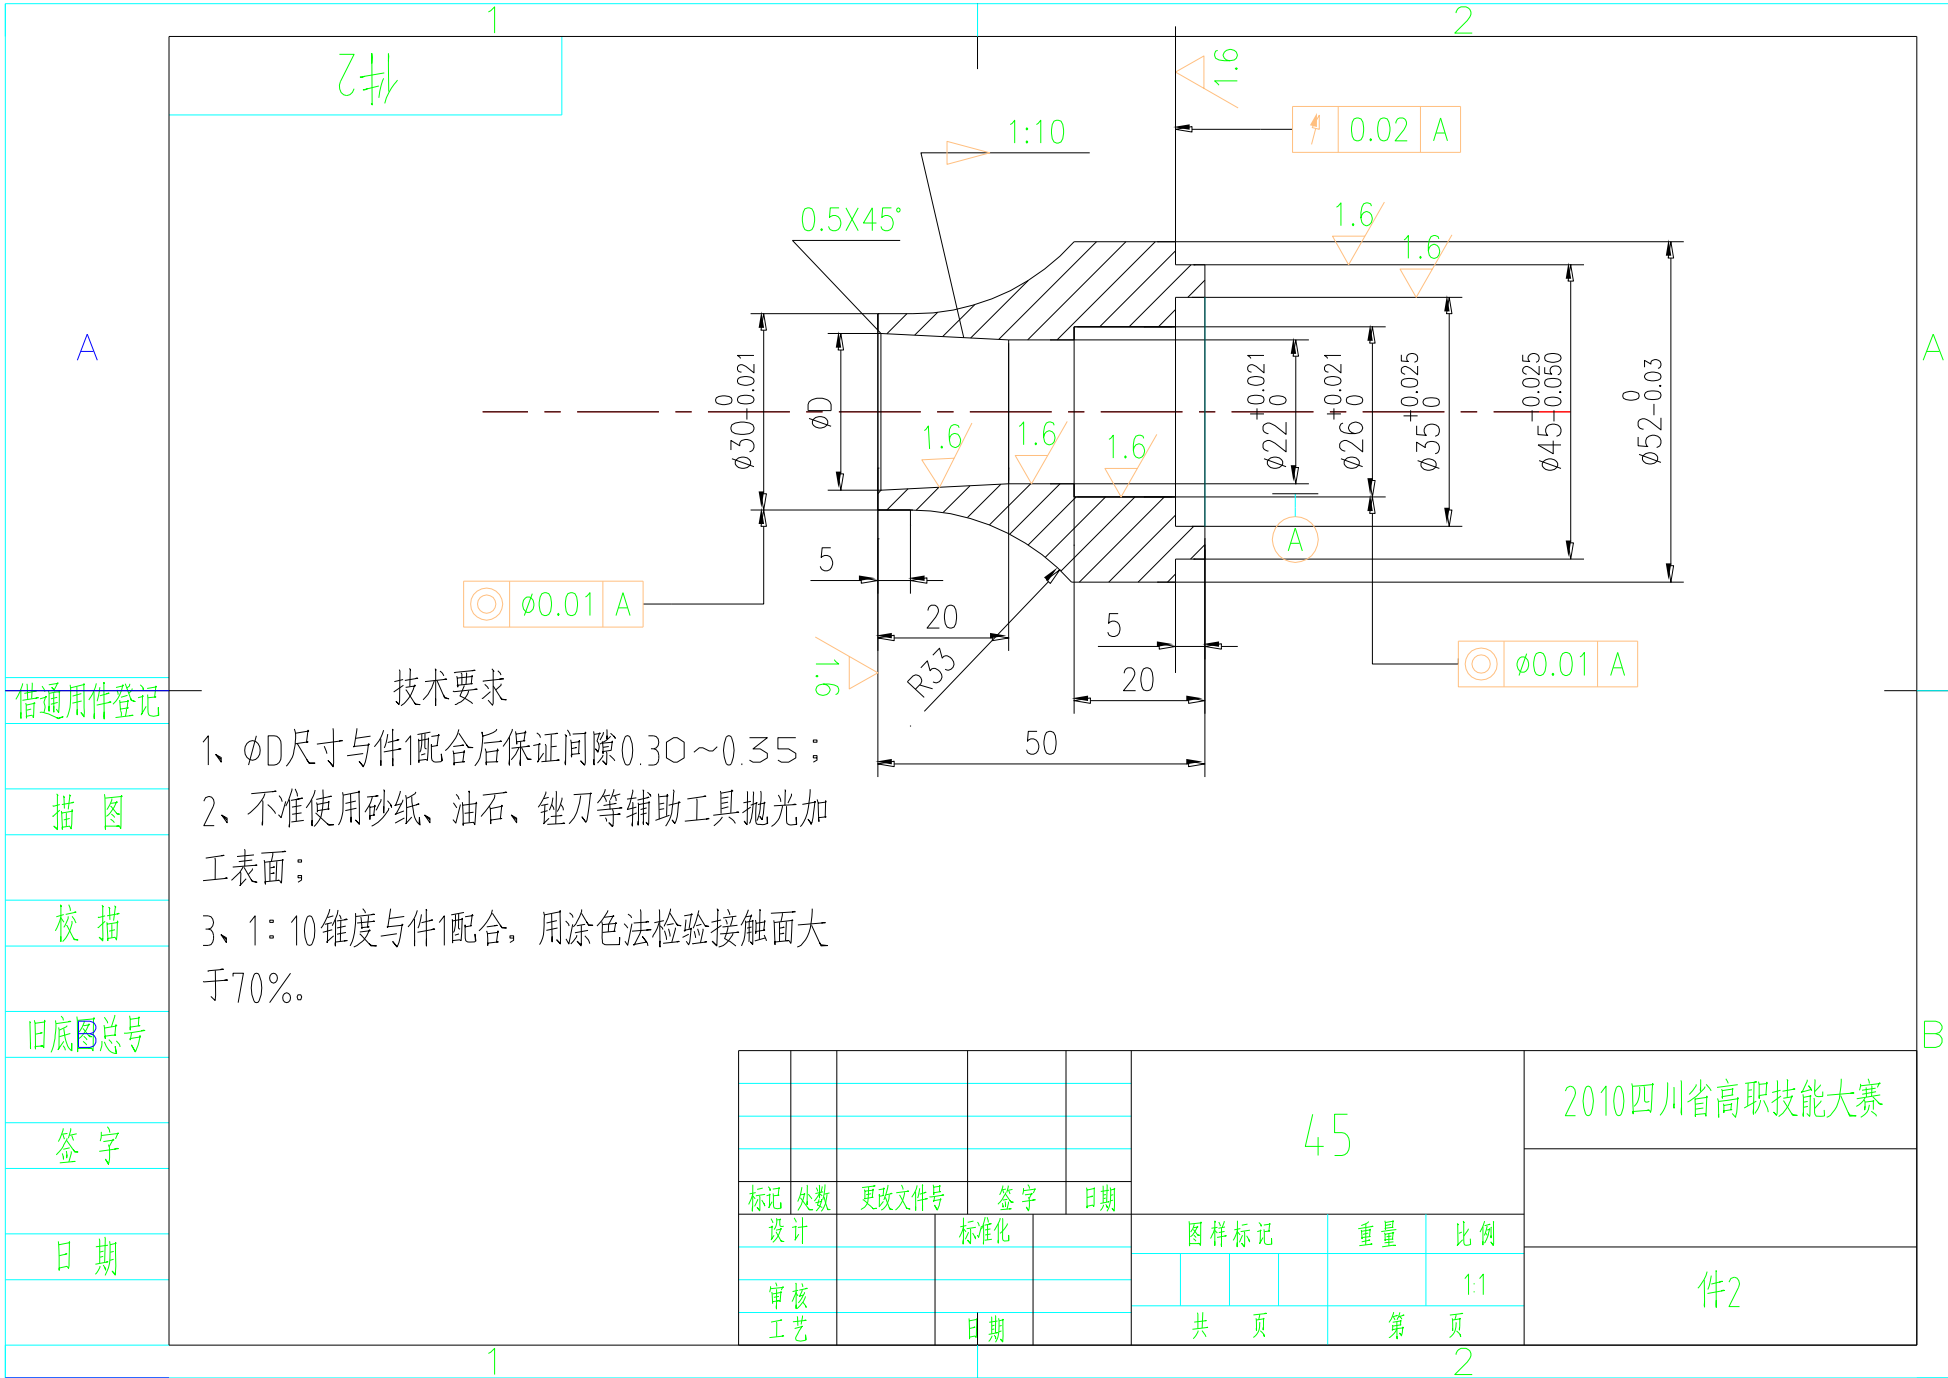 1
2
件2
1.6
0.02 A
1:10
0.5X45°
1.6
1.6
A
A
ø30 0 -0.021
øD
1.6
1.6
1.6
ø22 +0.021 0
ø26 +0.021 0
ø35 +0.025 0
ø45 -0.025 -0.050
ø52 0 -0.03
A
5
ø0.01 A
20
5
R33
1.6
20
ø0.01 A
50
技术要求
1、øD尺寸与件1配合后保证间隙0.30～0.35；
2、不准使用砂纸、油石、锉刀等辅助工具抛光加
工表面；
3、1：10锥度与件1配合，用涂色法检验接触面大
于70%。
借通用件登记
描 图
校 描
旧底图总号
B
B
签 字
日 期
45
2010四川省高职技能大赛
标记 处数 更改文件号 签字 日期
设计 标准化
图样标记 重量 比例
1:1
审核
件2
工艺 日期
共 页 第 页
1
2